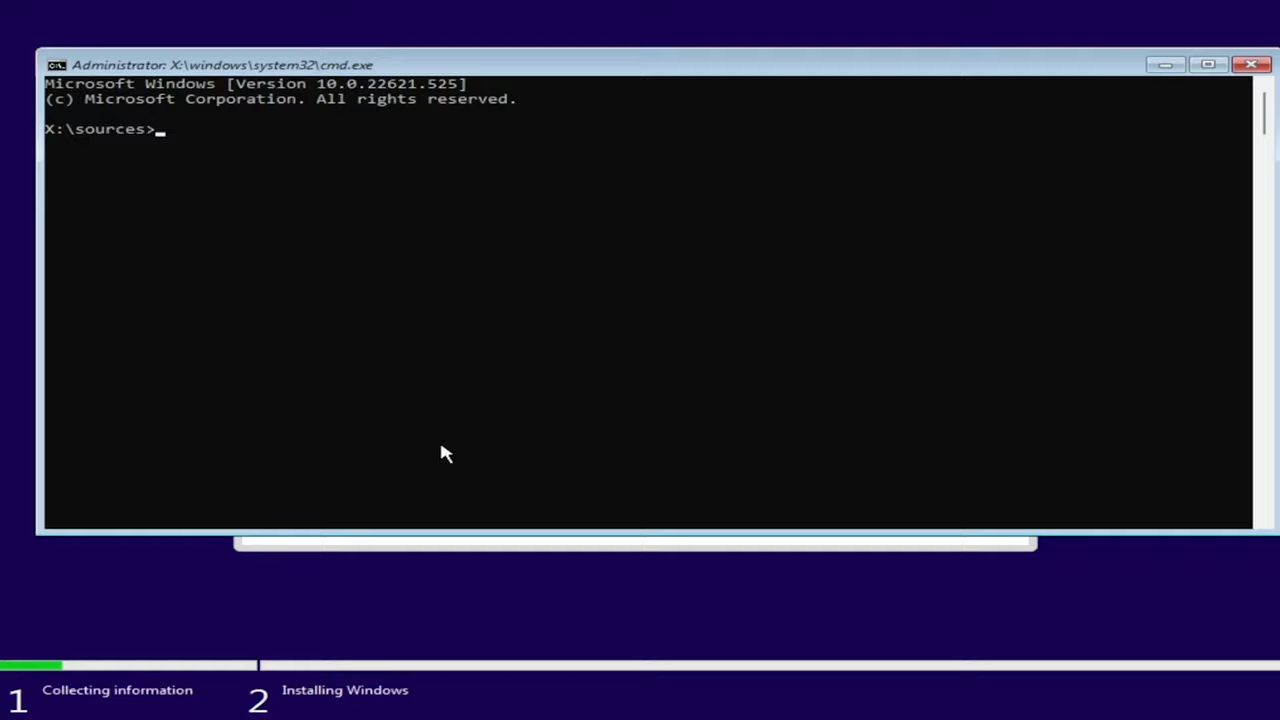 Administrator: X:\windows\system32\cmd.exe
Microsoft Windows [Version 10.0.22621.525]
(c) Microsoft Corporation. All rights reserved.
X:\sources>
1 Collecting information
2 Installing Windows